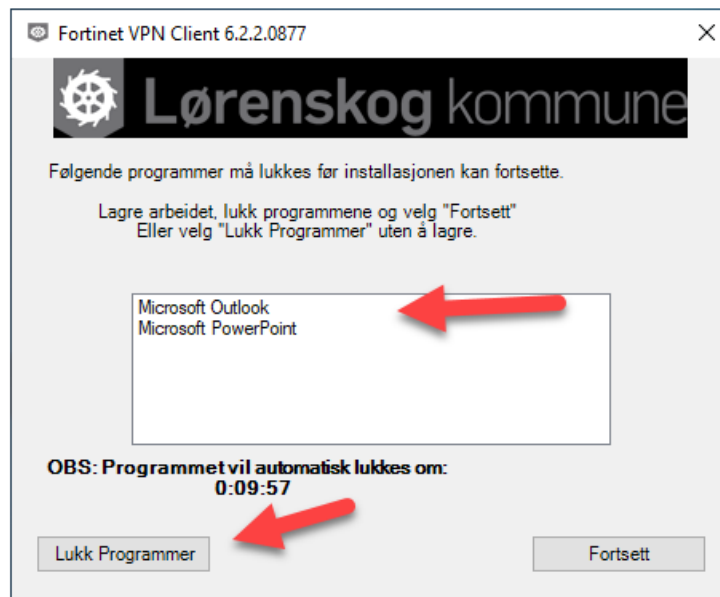 Fortinet VPN Client 6.2.2.0877
Lørenskog kommune
Følgende programmer må lukkes før installasjonen kan fortsette.
Lagre arbeidet, lukk programmene og velg "Fortsett"
Eller velg "Lukk Programmer" uten å lagre.
Microsoft Outlook
Microsoft PowerPoint
OBS: Programmet vil automatisk lukkes om:
0:09:57
Lukk Programmer
Fortsett